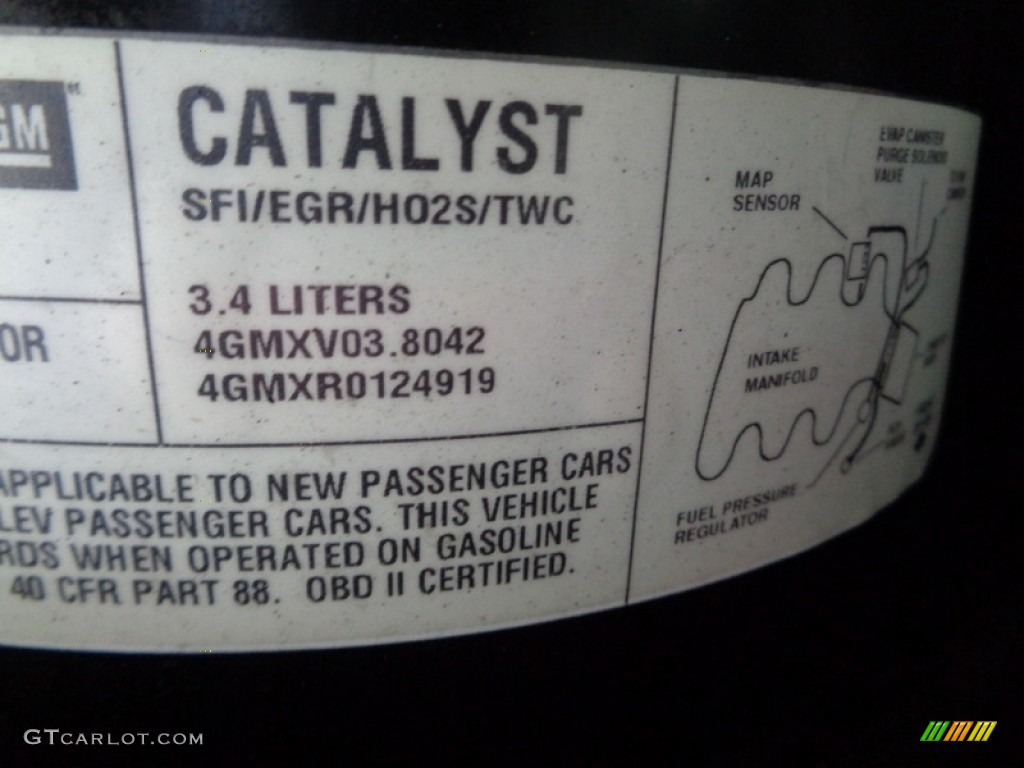 GM
CATALYST
SFI/EGR/HO2S/TWC
3.4 LITERS
4GMXV03.8042
4GMXR0124919
OR
APPLICABLE TO NEW PASSENGER CARS
LEV PASSENGER CARS. THIS VEHICLE
RDS WHEN OPERATED ON GASOLINE
40 CFR PART 88. OBD II CERTIFIED.
EVAP CANISTER
PURGE SOLENOID
VALVE
MAP
SENSOR
INTAKE
MANIFOLD
FUEL PRESSURE
REGULATOR
GTCARLOT.COM